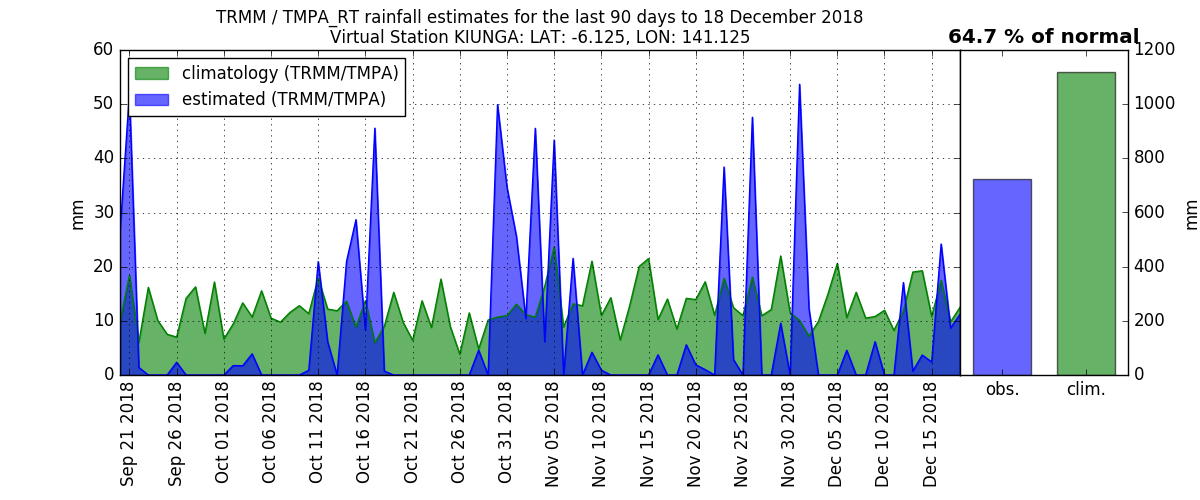 TRMM / TMPA_RT rainfall estimates for the last 90 days to 18 December 2018
Virtual Station KIUNGA: LAT: -6.125, LON: 141.125
64.7 % of normal
climatology (TRMM/TMPA)
estimated (TRMM/TMPA)
60
50
40
30
20
10
0
mm
1200
1000
800
600
400
200
0
mm
Sep 21 2018
Sep 26 2018
Oct 01 2018
Oct 06 2018
Oct 11 2018
Oct 16 2018
Oct 21 2018
Oct 26 2018
Oct 31 2018
Nov 05 2018
Nov 10 2018
Nov 15 2018
Nov 20 2018
Nov 25 2018
Nov 30 2018
Dec 05 2018
Dec 10 2018
Dec 15 2018
obs.
clim.